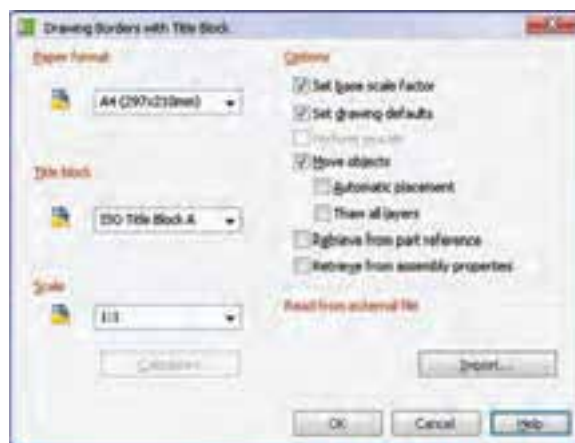 Drawing Borders with Title Block
Paper format
A4 (297x210mm)
Title block
ISO Title Block A
Scale
1:1
Options
Set base scale factor
Set drawing defaults
Move objects
Automatic placement
Thaw all layers
Retrieve from part reference
Retrieve from assembly properties
Read from external file
Import...
OK
Cancel
Help